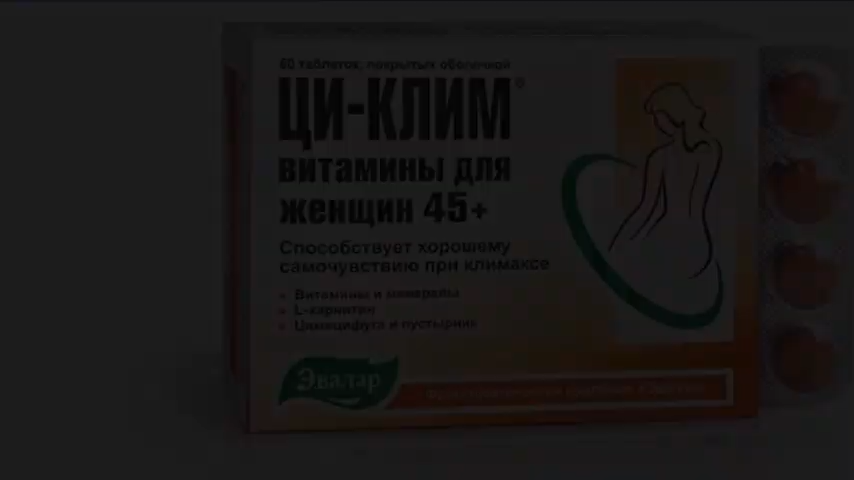 60 таблеток, покрытых оболочкой
ЦИ-КЛИМ®
витамины для
женщин 45+
Способствует хорошему
самочувствию при климаксе
Витамины и минералы
L-карнитин
Цимицифуга и пустырник
Эвалар